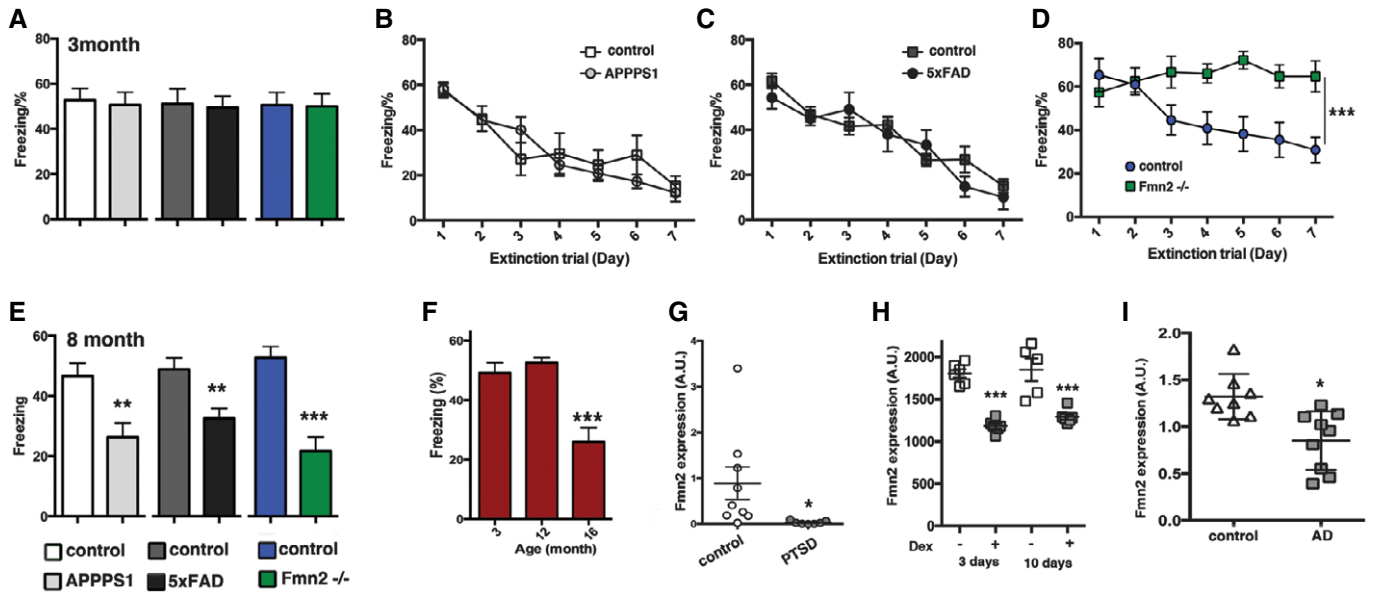 A
3month
Freezing/%
80
60
40
20
0
B
Freezing/%
80
60
40
20
0
control
APPPS1
1 2 3 4 5 6 7
Extinction trial (Day)
C
Freezing/%
80
60
40
20
0
control
5xFAD
1 2 3 4 5 6 7
Extinction trial (Day)
D
Freezing/%
80
60
40
20
0
***
control
Fmn2 -/-
1 2 3 4 5 6 7
Extinction trial (Day)
E
8 month
Freezing
60
40
20
0
** ** ***
control control control
APPPS1 5xFAD Fmn2 -/-
F
Freezing (%)
60
40
20
0
***
3 12 16
Age (month)
G
Fmn2 expression (A.U.)
4
3
2
1
0
*
control PTSD
H
Fmn2 expression (A.U.)
2000
1500
1000
500
0
*** ***
Dex - + - +
3 days 10 days
I
Fmn2 expression (A.U.)
2.0
1.5
1.0
0.5
0.0
*
control AD